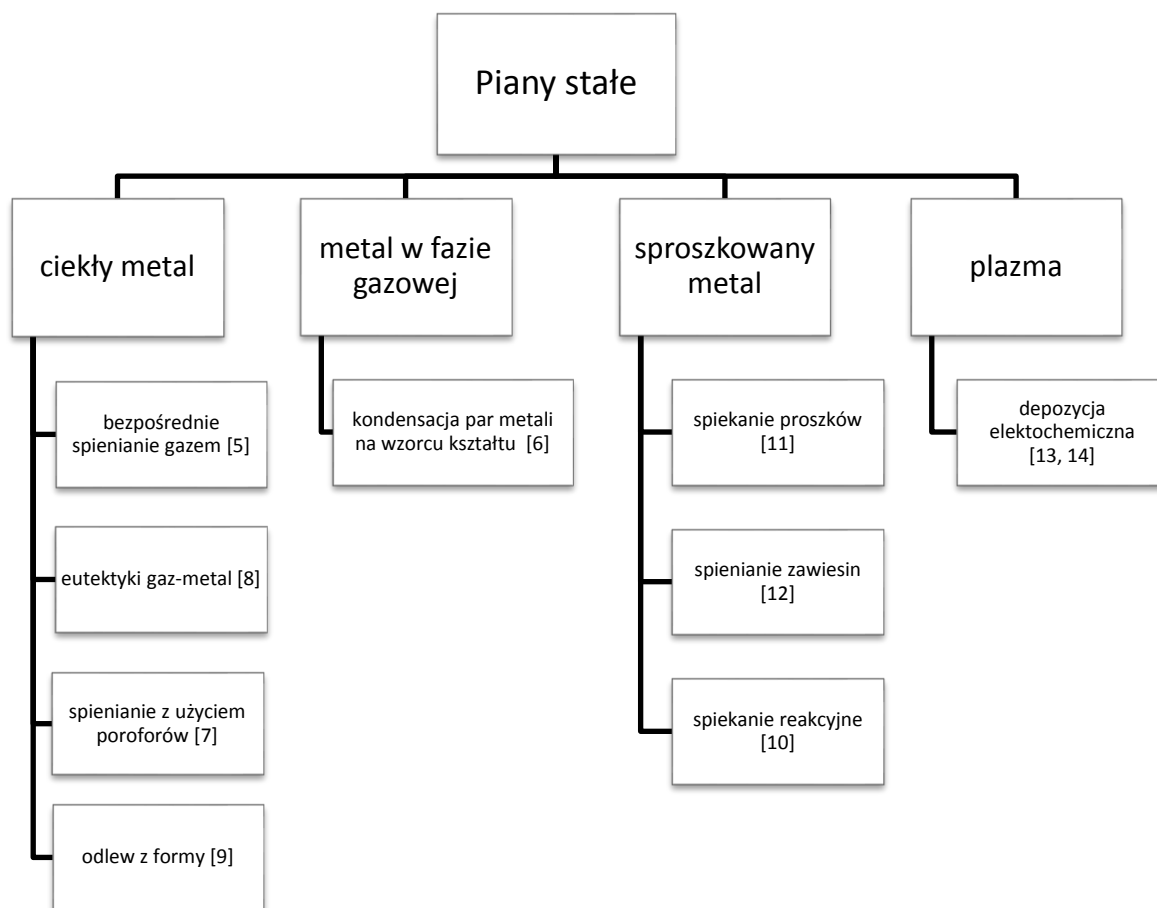 Piany stałe
ciekły metal
bezpośrednie
spienianie gazem [5]
eutektyki gaz-metal [8]
spienianie z użyciem
poroforów [7]
odlew z formy [9]
metal w fazie
gazowej
kondensacja par metali
na wzorcu kształtu [6]
sproszkowany
metal
spiekanie proszków
[11]
spienianie zawiesin
[12]
spiekanie reakcyjne
[10]
plazma
depozycja
elektochemiczna
[13, 14]